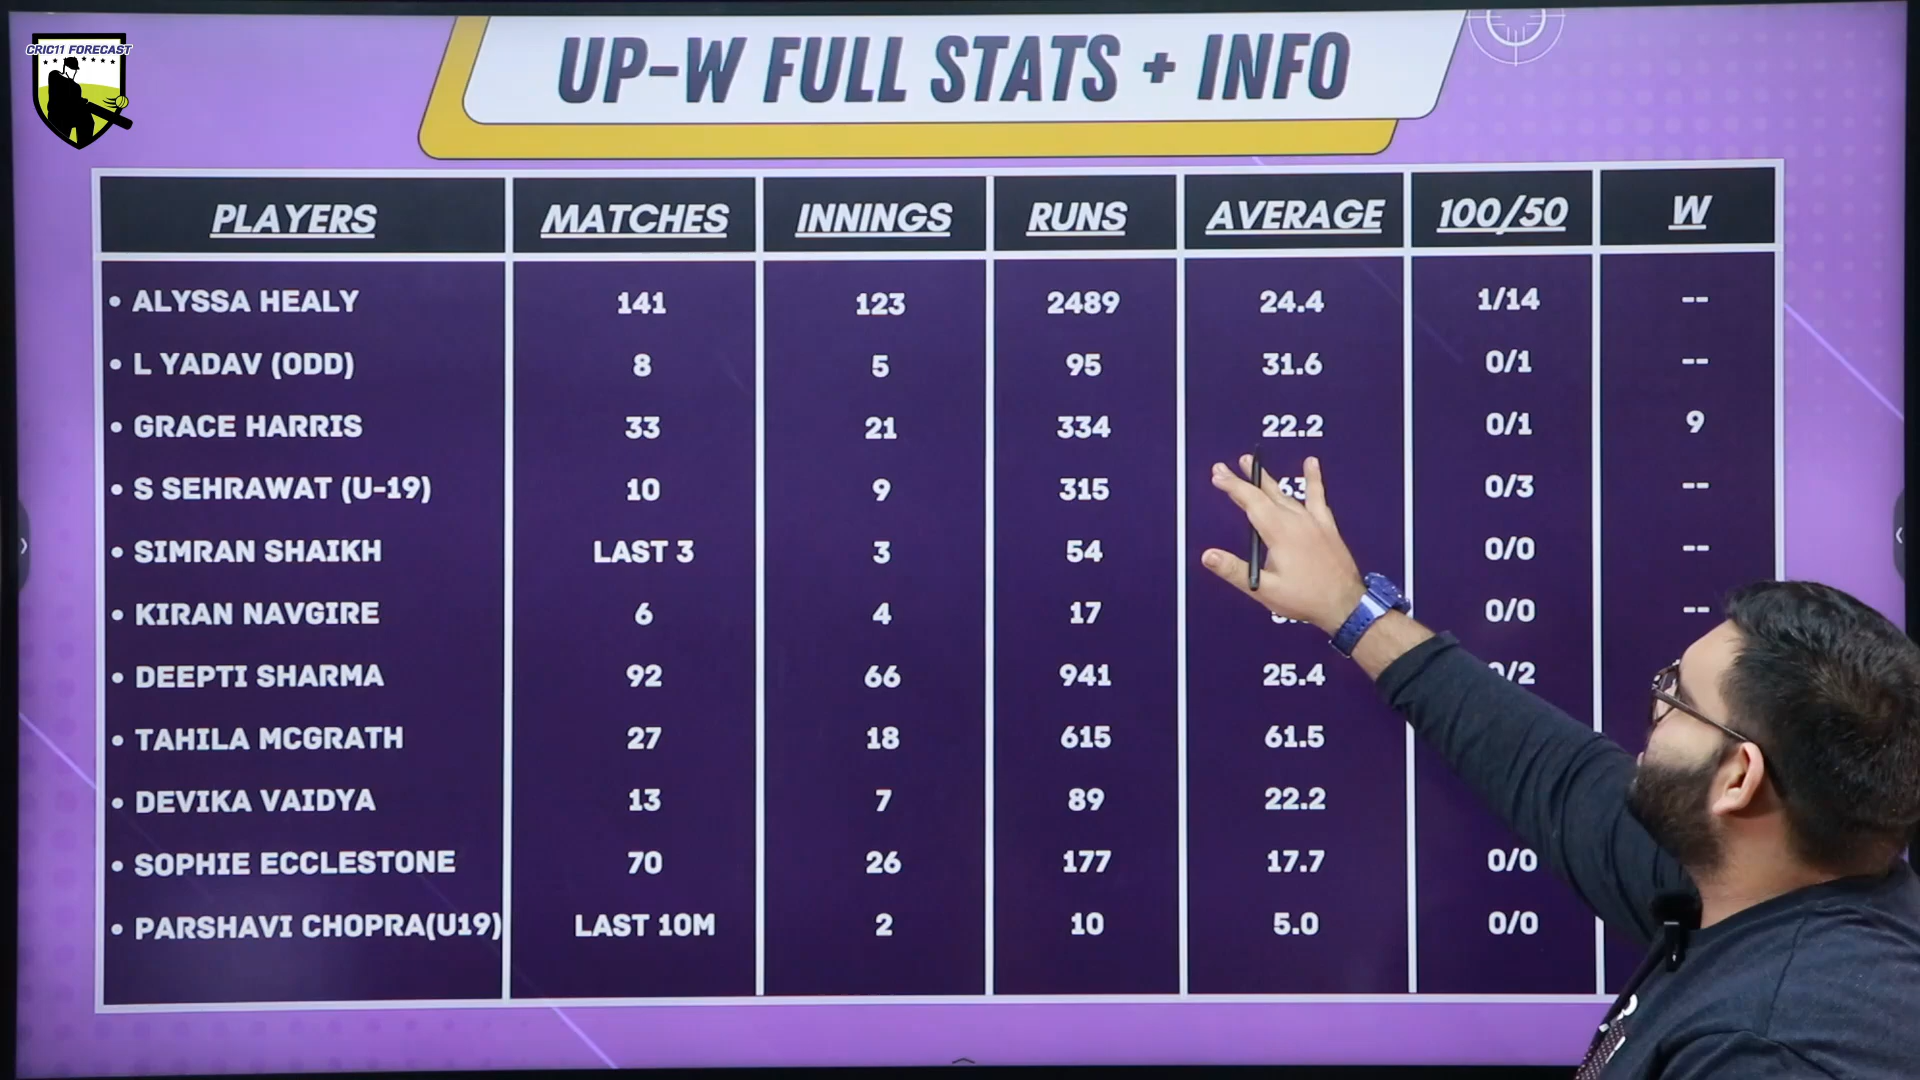 CRIC11 FORECAST
UP-W FULL STATS + INFO
PLAYERS MATCHES INNINGS RUNS AVERAGE 100/50 W
• ALYSSA HEALY 141 123 2489 24.4 1/14 --
• L YADAV (ODD) 8 5 95 31.6 0/1 --
• GRACE HARRIS 33 21 334 22.2 0/1 9
• S SEHRAWAT (U-19) 10 9 315 0/3 --
• SIMRAN SHAIKH LAST 3 3 54 0/0 --
• KIRAN NAVGIRE 6 4 17 0/0 --
• DEEPTI SHARMA 92 66 941 25.4
• TAHILA MCGRATH 27 18 615 61.5
• DEVIKA VAIDYA 13 7 89 22.2
• SOPHIE ECCLESTONE 70 26 177 17.7 0/0
• PARSHAVI CHOPRA(U19) LAST 10M 2 10 5.0 0/0